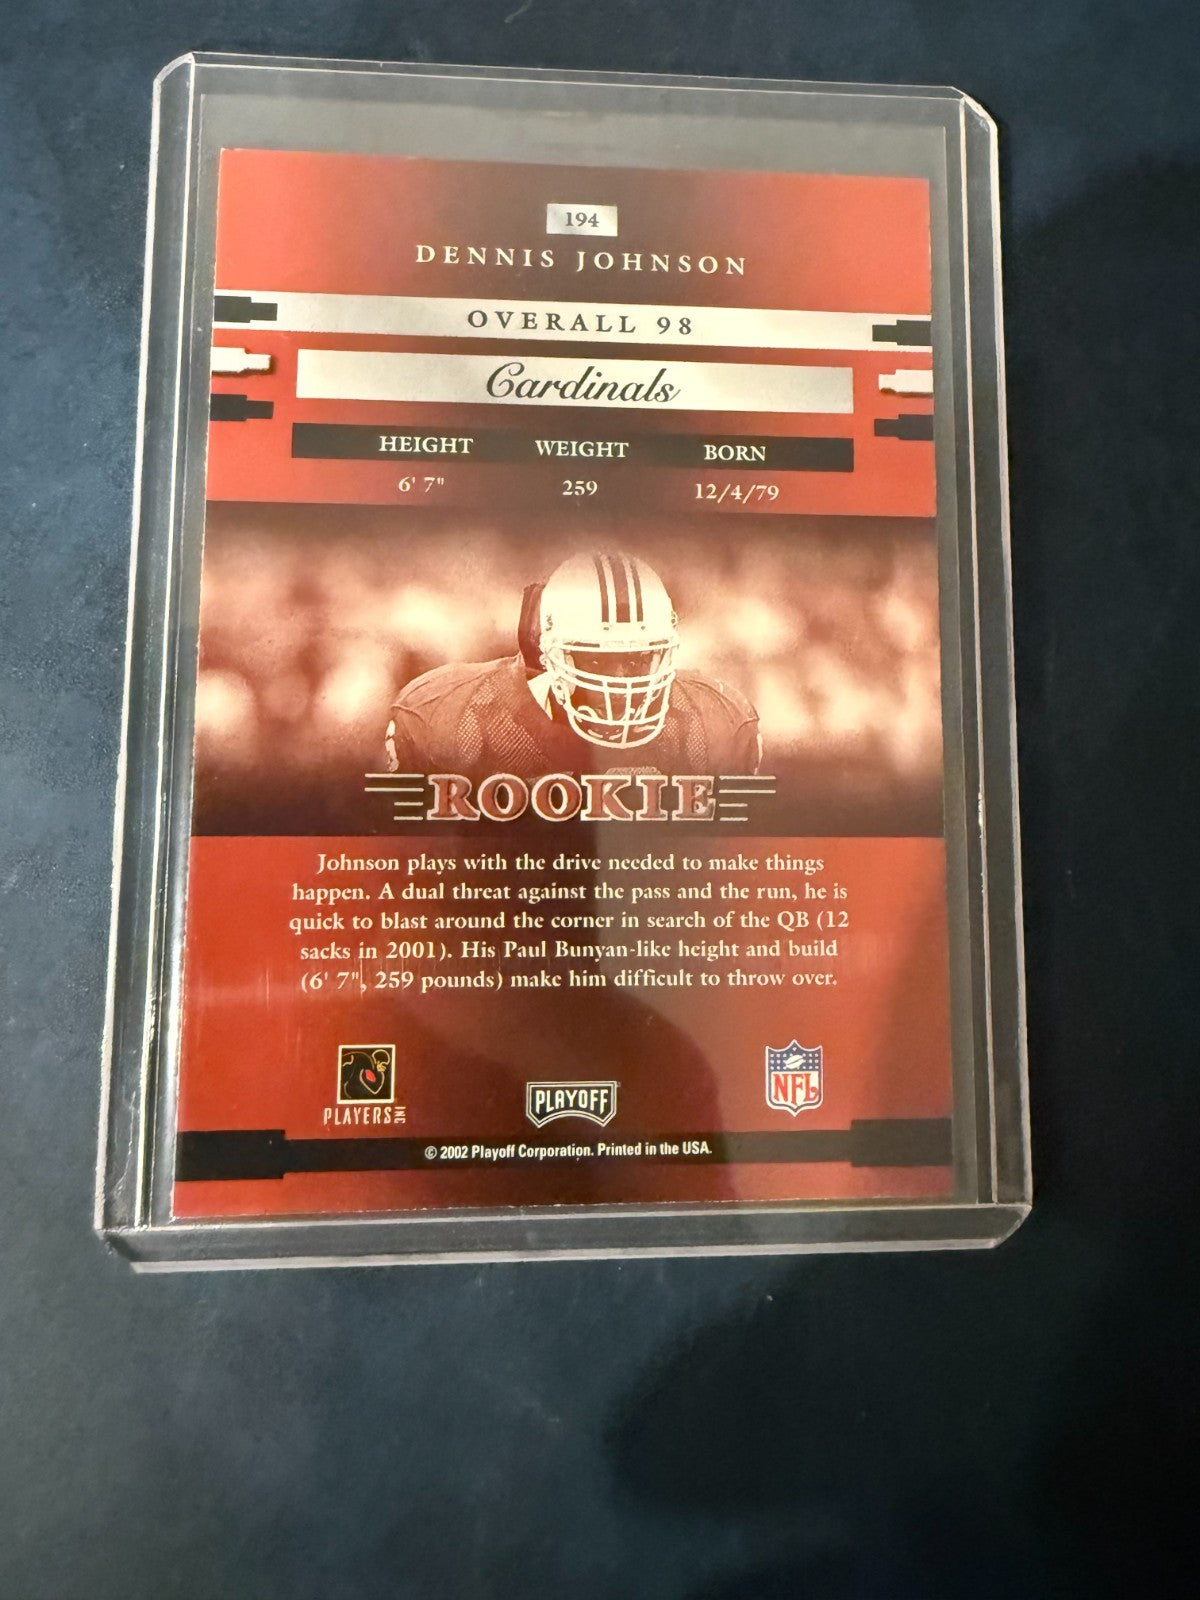 194
DENNIS JOHNSON
OVERALL 98
Cardinals
HEIGHT WEIGHT BORN
6' 7" 259 12/4/79
ROOKIE
Johnson plays with the drive needed to make things
happen. A dual threat against the pass and the run, he is
quick to blast around the corner in search of the QB (12
sacks in 2001). His Paul Bunyan-like height and build
(6' 7", 259 pounds) make him difficult to throw over.
PLAYERS INC
PLAYOFF
NFL
© 2002 Playoff Corporation. Printed in the USA.